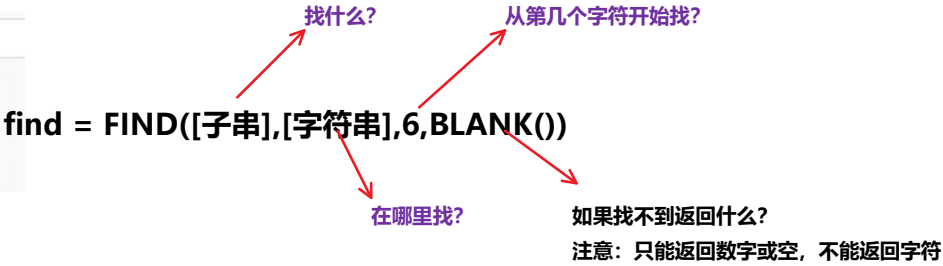 找什么?
从第几个字符开始找?
find = FIND([子串],[字符串],6,BLANK())
在哪里找?
如果找不到返回什么?
注意：只能返回数字或空，不能返回字符